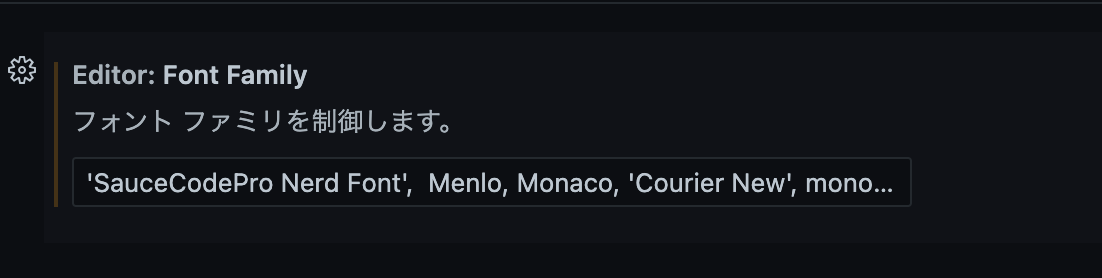 Editor: Font Family
フォント ファミリを制御します。
'SauceCodePro Nerd Font',  Menlo, Monaco, 'Courier New', mono...